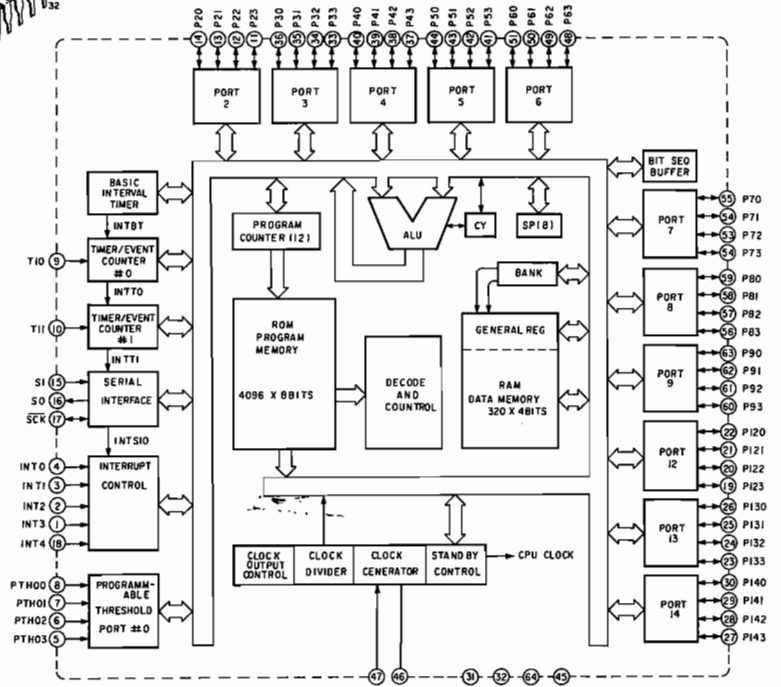 32
P20 P21 P22 P23 P30 P31 P32 P33 P40 P41 P42 P43 P50 P51 P52 P53 P60 P61 P62 P63
14 13 12 11 36 35 34 33 40 39 38 37 44 43 42 41 51 50 49 48
PORT 2
PORT 3
PORT 4
PORT 5
PORT 6
BASIC
INTERVAL
TIMER
INTBT
TI0 9
TIMER/EVENT
COUNTER
#0
INTT0
TI1 10
TIMER/EVENT
COUNTER
#1
INTT1
SI 15
SO 16
SCK 17
SERIAL
INTERFACE
INTSIO
INT0 4
INT1 3
INT2 2
INT3 1
INT4 18
INTERRUPT
CONTROL
PTH00 8
PTH01 7
PTH02 6
PTH03 5
PROGRAMM-
ABLE
THRESHOLD
PORT #0
PROGRAM
COUNTER (12)
ALU
CY
SP(8)
BANK
ROM
PROGRAM
MEMORY
4096 X 8BITS
DECODE
AND
COUNTROL
GENERAL REG
RAM
DATA MEMORY
320 X 4BITS
CLOCK
OUTPUT
CONTROL
CLOCK
DIVIDER
CLOCK
CENERATOR
STANDBY
CONTROL
CPU CLOCK
BIT SEQ
BUFFER
PORT
7
55 P70
54 P71
53 P72
54 P73
PORT
8
59 P80
58 P81
57 P82
56 P83
PORT
9
63 P90
62 P91
61 P92
60 P93
PORT
12
22 P120
21 P121
20 P122
19 P123
PORT
13
26 P130
25 P131
24 P132
23 P133
PORT
14
30 P140
29 P141
28 P142
27 P143
47 46 31 32 64 45